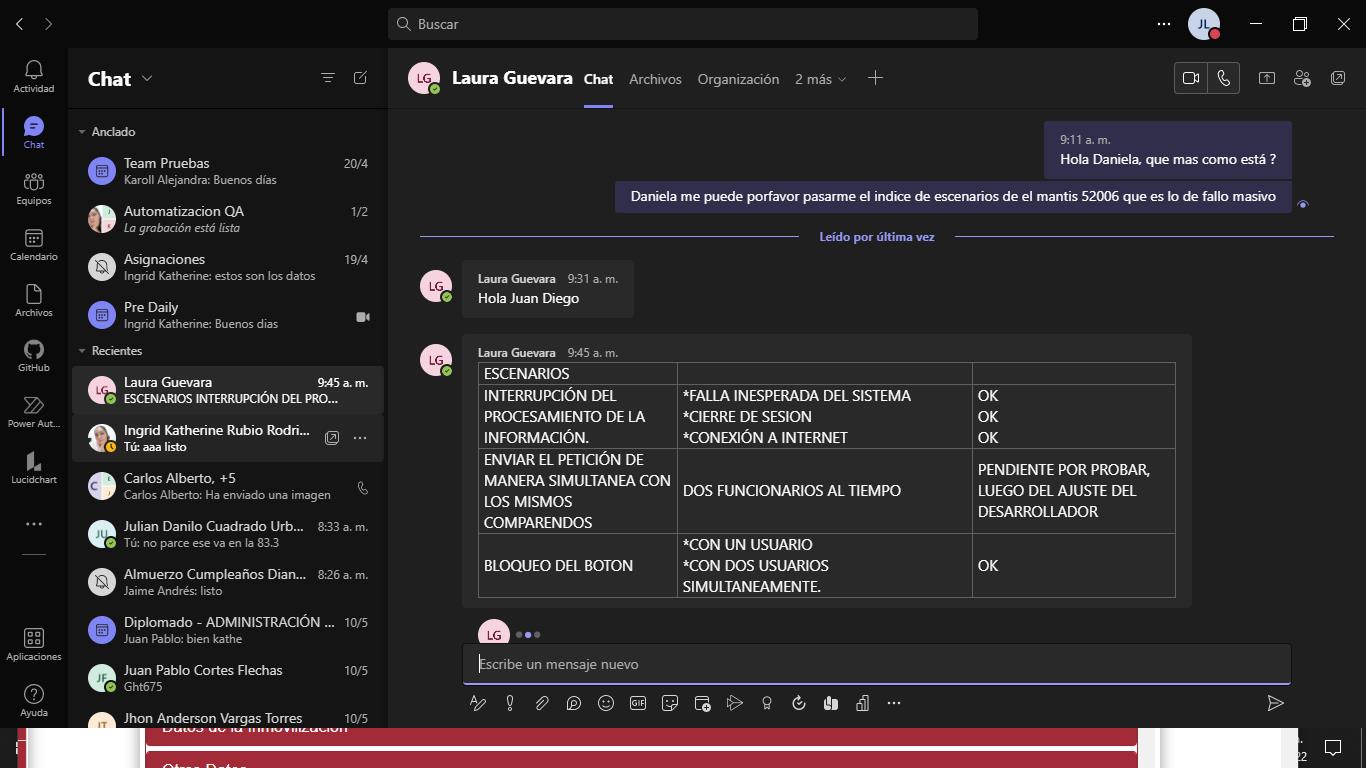 Buscar
JL
Actividad
Chat
Equipos
Calendario
Archivos
GitHub
Power Aut...
Lucidchart
Aplicaciones
Ayuda
Chat
Anclado
Team Pruebas 20/4
Karoll Alejandra: Buenos días
Automatizacion QA 1/2
La grabación está lista
Asignaciones 19/4
Ingrid Katherine: estos son los datos
Pre Daily
Ingrid Katherine: Buenos dias
Recientes
LG
Laura Guevara 9:45 a. m.
ESCENARIOS INTERRUPCIÓN DEL PRO...
Ingrid Katherine Rubio Rodri...
Tú: aaa listo
C
Carlos Alberto, +5
Carlos Alberto: Ha enviado una imagen
JU
Julian Danilo Cuadrado Urb... 8:33 a. m.
Tú: no parce ese va en la 83.3
Almuerzo Cumpleaños Dian... 8:26 a. m.
Jaime Andrés: listo
Diplomado - ADMINISTRACIÓN ... 10/5
Juan Pablo: bien kathe
JF
Juan Pablo Cortes Flechas 10/5
Ght675
JT
Jhon Anderson Vargas Torres 10/5
LG
Laura Guevara Chat Archivos Organización 2 más
9:11 a. m.
Hola Daniela, que mas como está ?
Daniela me puede porfavor pasarme el indice de escenarios de el mantis 52006 que es lo de fallo masivo
Leído por última vez
LG
Laura Guevara 9:31 a. m.
Hola Juan Diego
LG
Laura Guevara 9:45 a. m.
ESCENARIOS
INTERRUPCIÓN DEL
PROCESAMIENTO DE LA
INFORMACIÓN.
*FALLA INESPERADA DEL SISTEMA
*CIERRE DE SESION
*CONEXIÓN A INTERNET
OK
OK
OK
ENVIAR EL PETICIÓN DE
MANERA SIMULTANEA CON
LOS MISMOS
COMPARENDOS
DOS FUNCIONARIOS AL TIEMPO
PENDIENTE POR PROBAR,
LUEGO DEL AJUSTE DEL
DESARROLLADOR
BLOQUEO DEL BOTON
*CON UN USUARIO
*CON DOS USUARIOS
SIMULTANEAMENTE.
OK
LG
Escribe un mensaje nuevo
GIF
Datos de la Inmovilización
Otros Datos
22